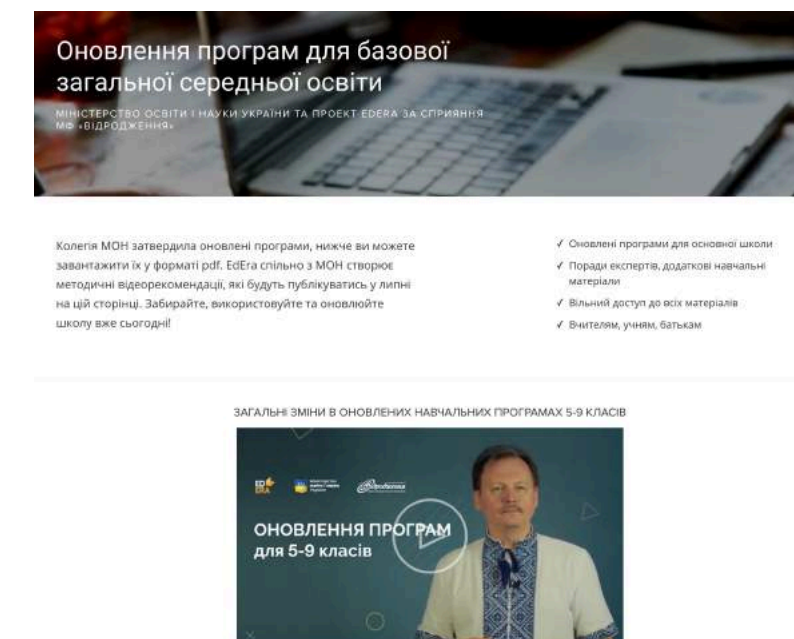 Оновлення програм для базової
загальної середньої освіти
МІНІСТЕРСТВО ОСВІТИ І НАУКИ УКРАЇНИ ТА ПРОЕКТ EDERA ЗА СПРИЯННЯ
МФ «ВІДРОДЖЕННЯ»
Колегія МОН затвердила оновлені програми, нижче ви можете
завантажити їх у форматі pdf. EdEra спільно з МОН створює
методичні відеорекомендації, які будуть публікуватись у липні
на цій сторінці. Забирайте, використовуйте та оновлюйте
школу вже сьогодні!
✓ Оновлені програми для основної школи
✓ Поради експертів, додаткові навчальні
матеріали
✓ Вільний доступ до всіх матеріалів
✓ Вчителям, учням, батькам
ЗАГАЛЬНІ ЗМІНИ В ОНОВЛЕНИХ НАВЧАЛЬНИХ ПРОГРАМАХ 5-9 КЛАСІВ
ED
ERA
ОНОВЛЕННЯ ПРОГРАМ
для 5-9 класів